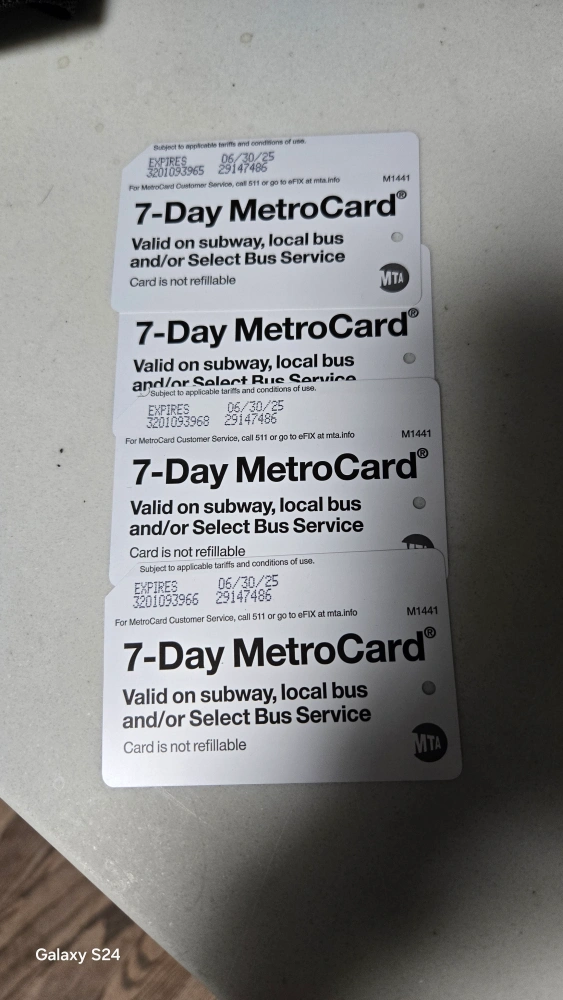 Subject to applicable tariffs and conditions of use.
EXPIRES 06/30/25
3201093965 29147486
For MetroCard Customer Service, call 511 or go to eFIX at mta.info M1441
7-Day MetroCard®
Valid on subway, local bus
and/or Select Bus Service
Card is not refillable
MTA
7-Day MetroCard®
Valid on subway, local bus
and/or Select Bus Service
Subject to applicable tariffs and conditions of use.
EXPIRES 06/30/25
3201093968 29147486
For MetroCard Customer Service, call 511 or go to eFIX at mta.info M1441
7-Day MetroCard®
Valid on subway, local bus
and/or Select Bus Service
Card is not refillable
Subject to applicable tariffs and conditions of use.
EXPIRES 06/30/25
3201093966 29147486
For MetroCard Customer Service, call 511 or go to eFIX at mta.info M1441
7-Day MetroCard®
Valid on subway, local bus
and/or Select Bus Service
Card is not refillable
MTA
Galaxy S24